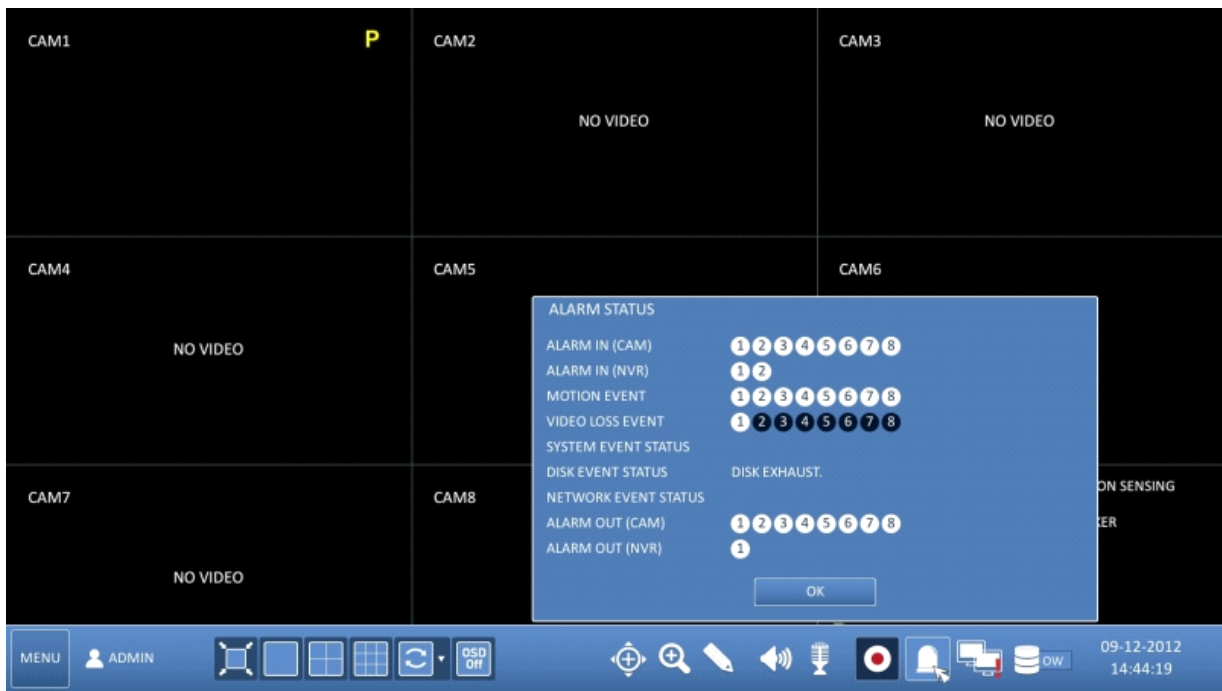 CAM1 P CAM2 CAM3
NO VIDEO NO VIDEO
CAM4 CAM5 CAM6
NO VIDEO
ALARM STATUS
ALARM IN (CAM) 1 2 3 4 5 6 7 8
ALARM IN (NVR) 1 2
MOTION EVENT 1 2 3 4 5 6 7 8
VIDEO LOSS EVENT 1 2 3 4 5 6 7 8
SYSTEM EVENT STATUS
DISK EVENT STATUS DISK EXHAUST.
NETWORK EVENT STATUS
ALARM OUT (CAM) 1 2 3 4 5 6 7 8
ALARM OUT (NVR) 1
OK
CAM7 CAM8
NO VIDEO
SENSING
MENU ADMIN OSD Off OW
09-12-2012
14:44:19